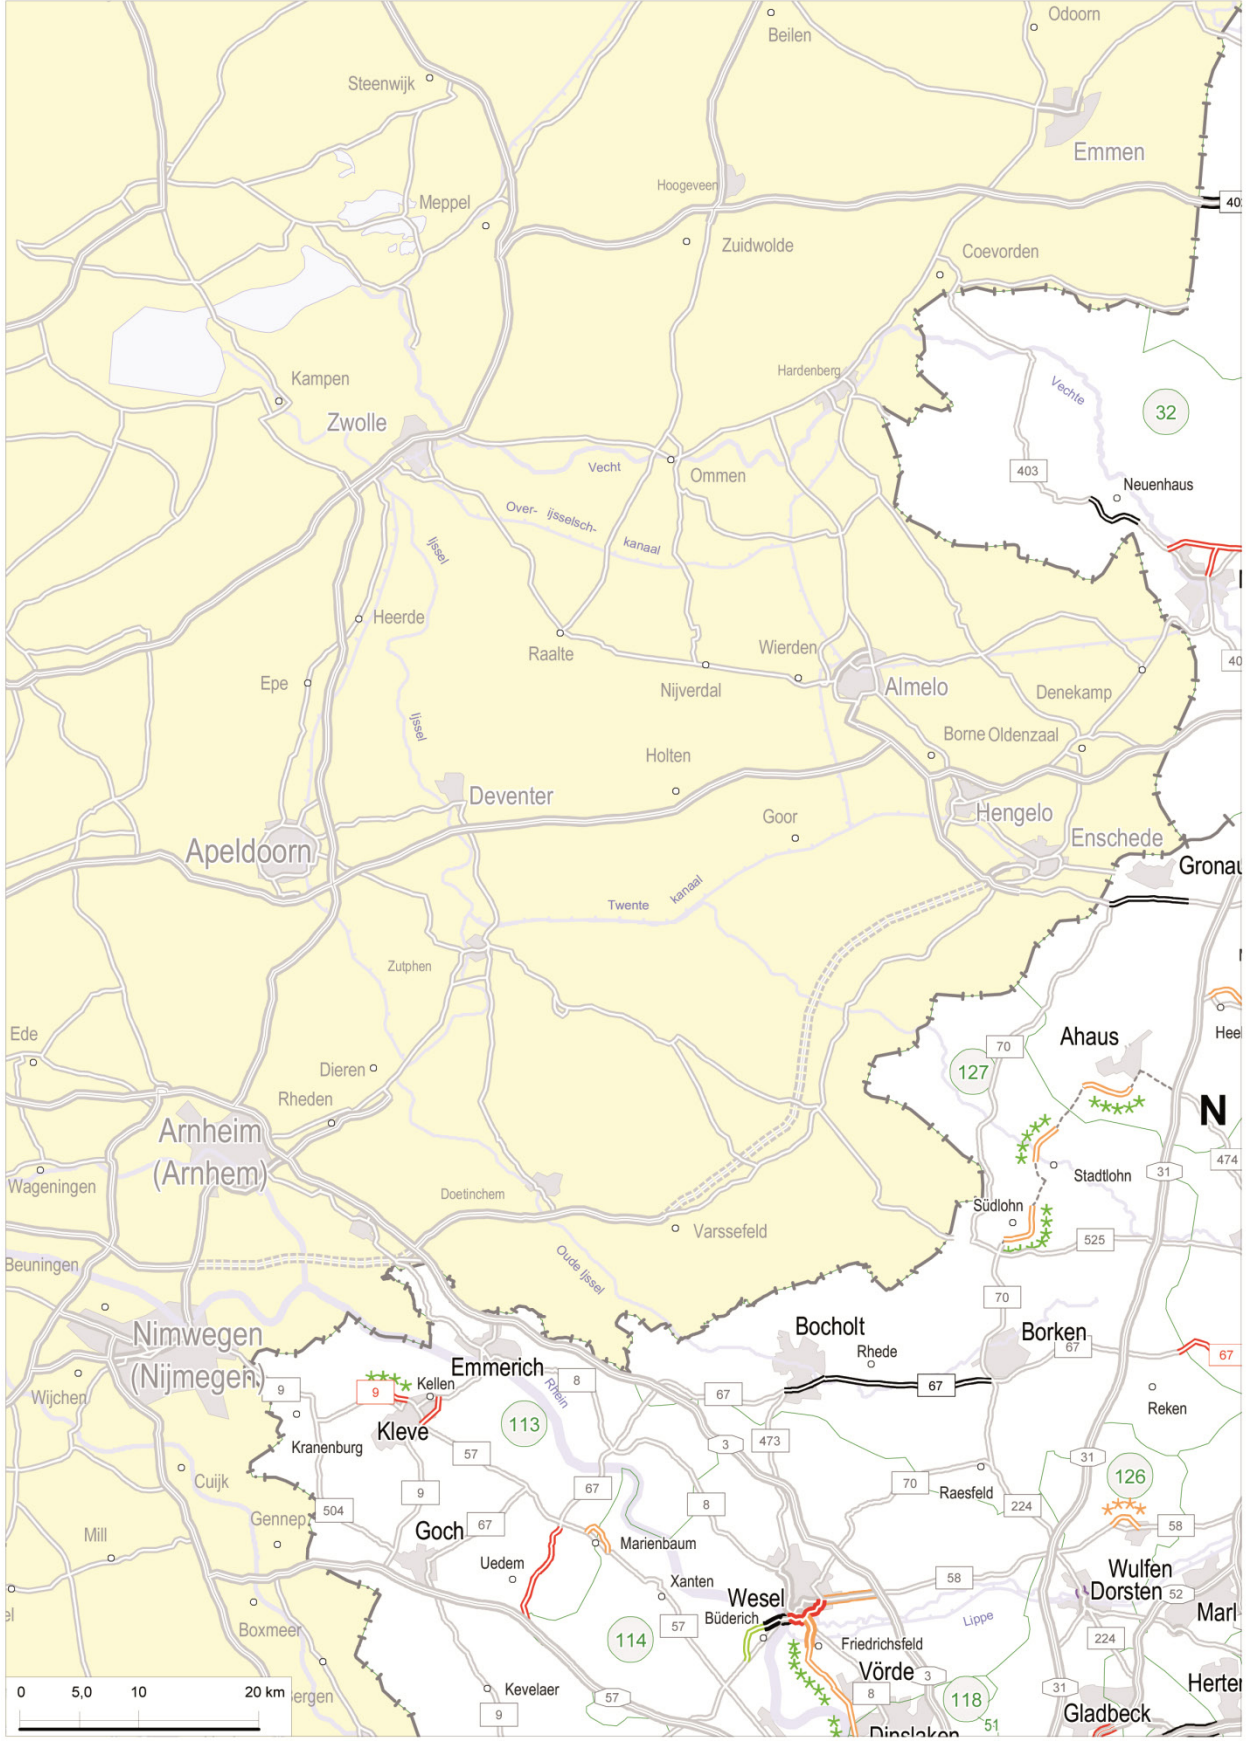 Odoorn
Beilen
Steenwijk
Emmen
Hoogeveen
Meppel
402
Zuidwolde
Coevorden
Hardenberg
Kampen
Vechte
32
Zwolle
Vecht
Ommen
403
Neuenhaus
Over- Ijsselsch- kanaal
Ijssel
Heerde
Raalte
Wierden
Epe
Nijverdal
Almelo
Denekamp
40
Ijssel
Borne Oldenzaal
Holten
Deventer
Goor
Hengelo
Enschede
Apeldoorn
Gronau
Twente kanaal
Zutphen
Ede
Ahaus
70
Heek
127
Dieren
Rheden
N
Arnheim
(Arnhem)
474
Wageningen
31
Stadtlohn
Doetinchem
Südlohn
Varssefeld
525
Beuningen
Oude Ijssel
70
Nimwegen
(Nijmegen)
Bocholt
Borken
Rhede
67
67
Emmerich
8
67
67
Wijchen
9
9
Kellen
Rhein
Reken
Kranenburg
Kleve
113
473
3
57
31
126
Cuijk
9
67
8
70
Raesfeld
224
504
Gennep
Goch
67
58
Mill
Uedem
Marienbaum
Wulfen
Dorsten
58
52
Xanten
Wesel
Büderich
Lippe
Marl
Boxmeer
114
57
Friedrichsfeld
224
Vörde
3
Herten
0 5,0 10 20 km
Bergen
Kevelaer
57
8
118
31
Gladbeck
9
51
Dinslaken